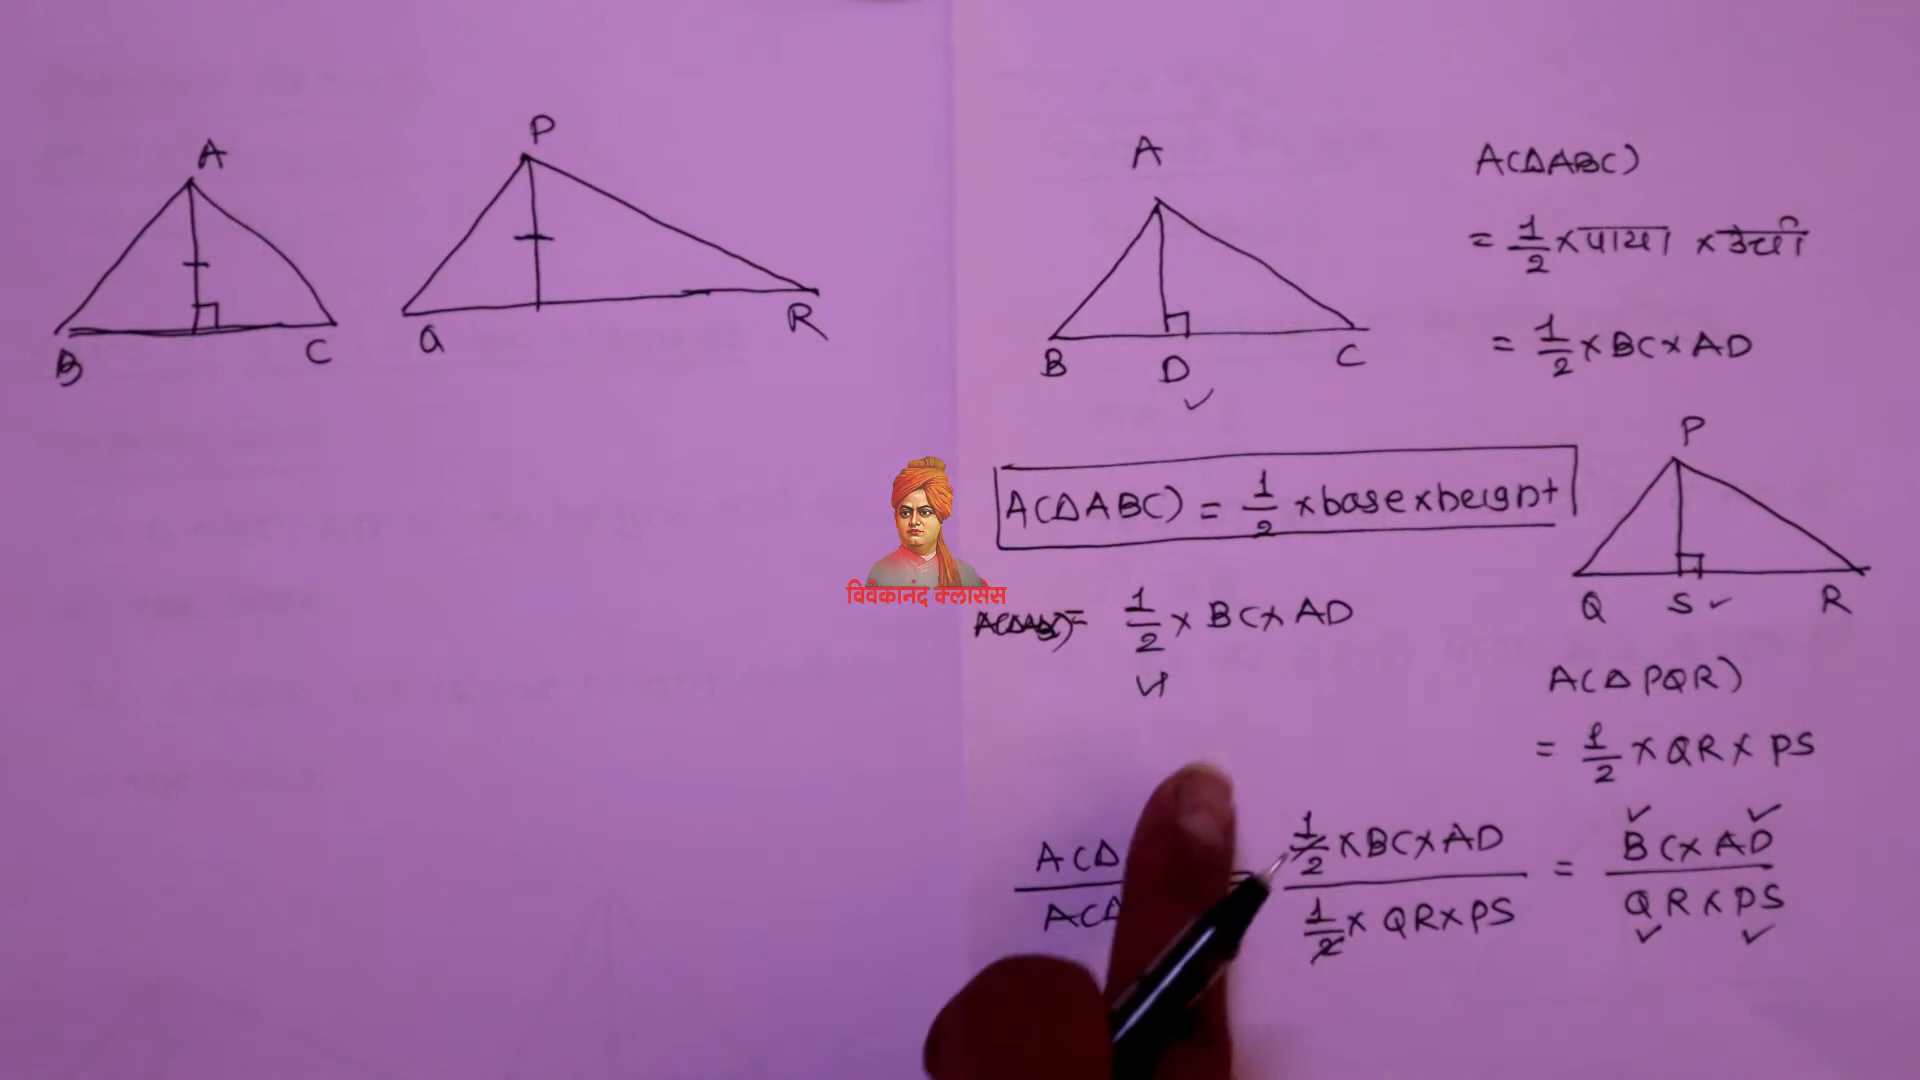 A
P
B
C
Q
R
A
B
D
C
A(△ABC)
= 1/2 × पाया × उंची
= 1/2 × BC × AD
A(△ABC) = 1/2 × base × height
= 1/2 × BC × AD
P
Q
S
R
A(△PQR)
= 1/2 × QR × PS
A(△
A(△
= 1/2 × BC × AD / 1/2 × QR × PS = BC × AD / QR × PS
विवेकानंद क्लासेस